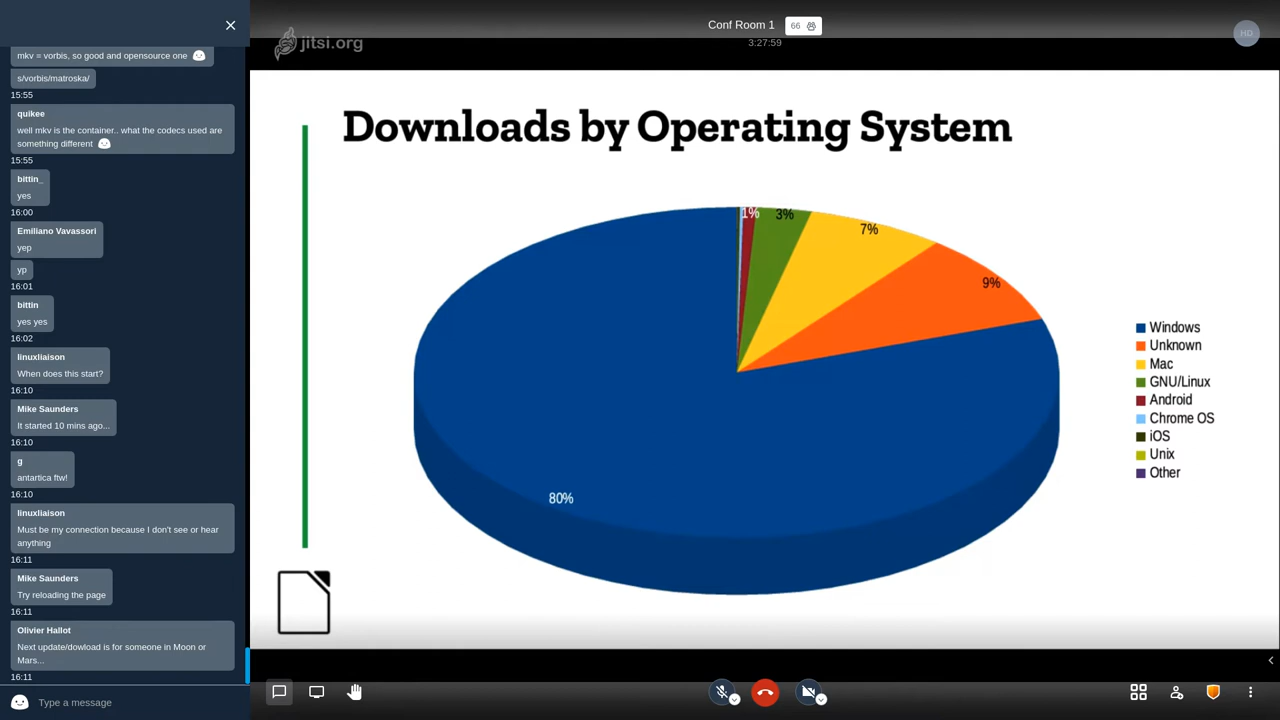 mkv = vorbis, so good and opensource one
s/vorbis/matroska/
15:55
quikee
well mkv is the container.. what the codecs used are
something different
15:55
bittin_
yes
16:00
Emiliano Vavassori
yep
yp
16:01
bittin
yes yes
16:02
linuxliaison
When does this start?
16:10
Mike Saunders
It started 10 mins ago...
16:10
g
antartica ftw!
16:10
linuxliaison
Must be my connection because I don't see or hear
anything
16:11
Mike Saunders
Try reloading the page
16:11
Olivier Hallot
Next update/dowload is for someone in Moon or
Mars...
16:11
Type a message
jitsi.org
Conf Room 1
66
3:27:59
HD
Downloads by Operating System
1%
3%
7%
9%
80%
Windows
Unknown
Mac
GNU/Linux
Android
Chrome OS
iOS
Unix
Other